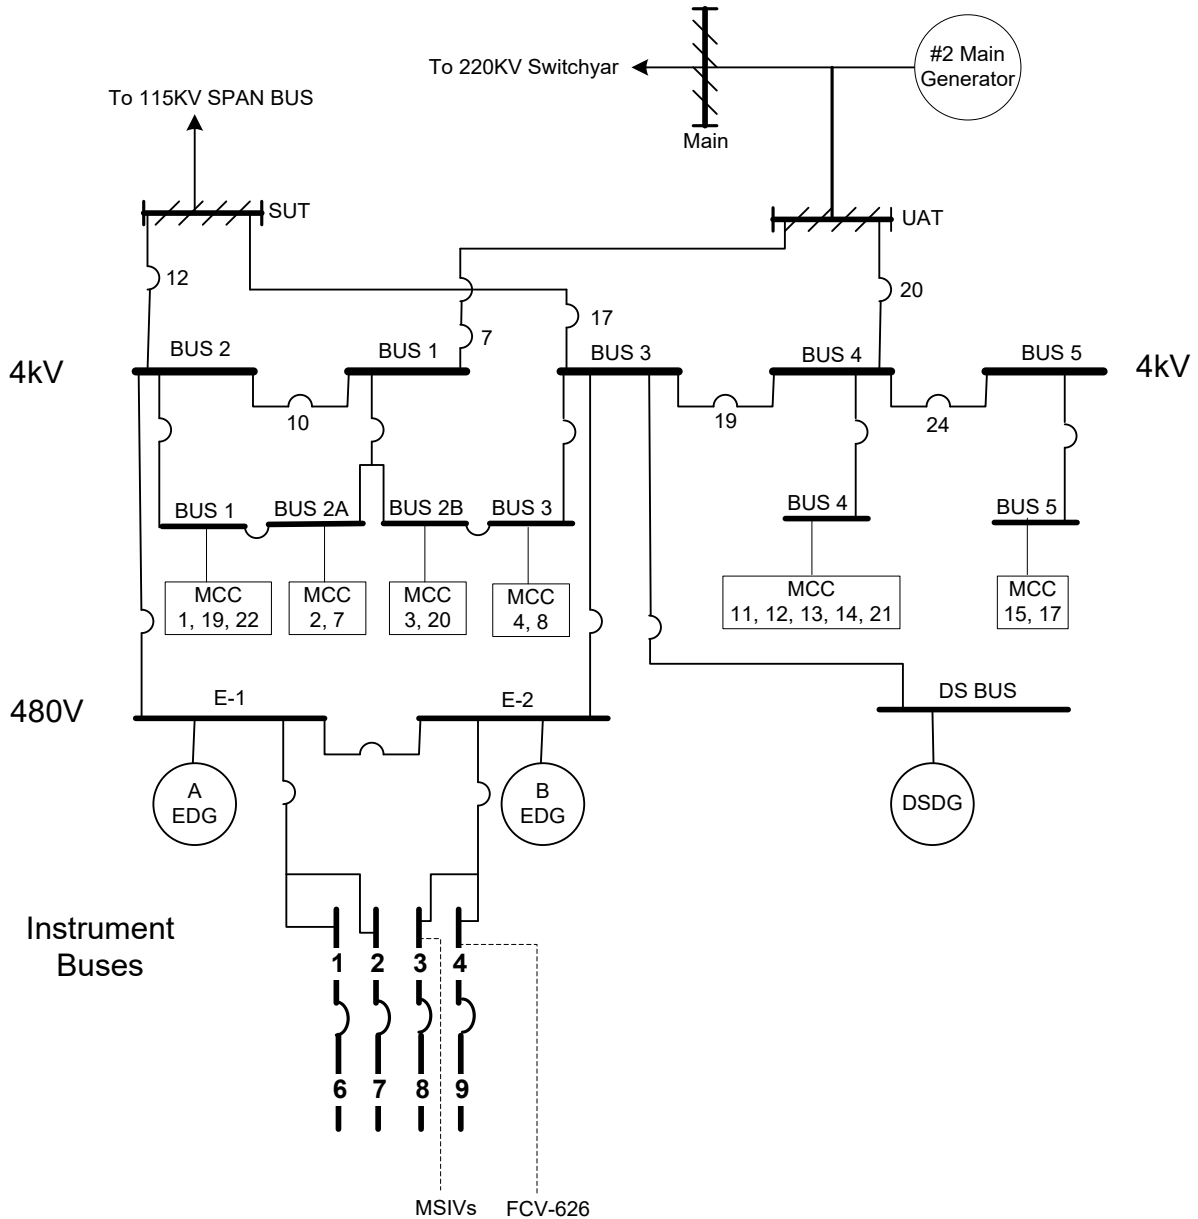 #2 Main
Generator
To 220KV Switchyar
To 115KV SPAN BUS
Main
SUT
UAT
12
20
17
7
BUS 2
BUS 1
BUS 3
BUS 4
BUS 5
4kV
4kV
10
19
24
BUS 1
BUS 2A
BUS 2B
BUS 3
BUS 4
BUS 5
MCC
1, 19, 22
MCC
2, 7
MCC
3, 20
MCC
4, 8
MCC
11, 12, 13, 14, 21
MCC
15, 17
480V
E-1
E-2
DS BUS
A
EDG
B
EDG
DSDG
Instrument
Buses
1
2
3
4
6
7
8
9
MSIVs
FCV-626